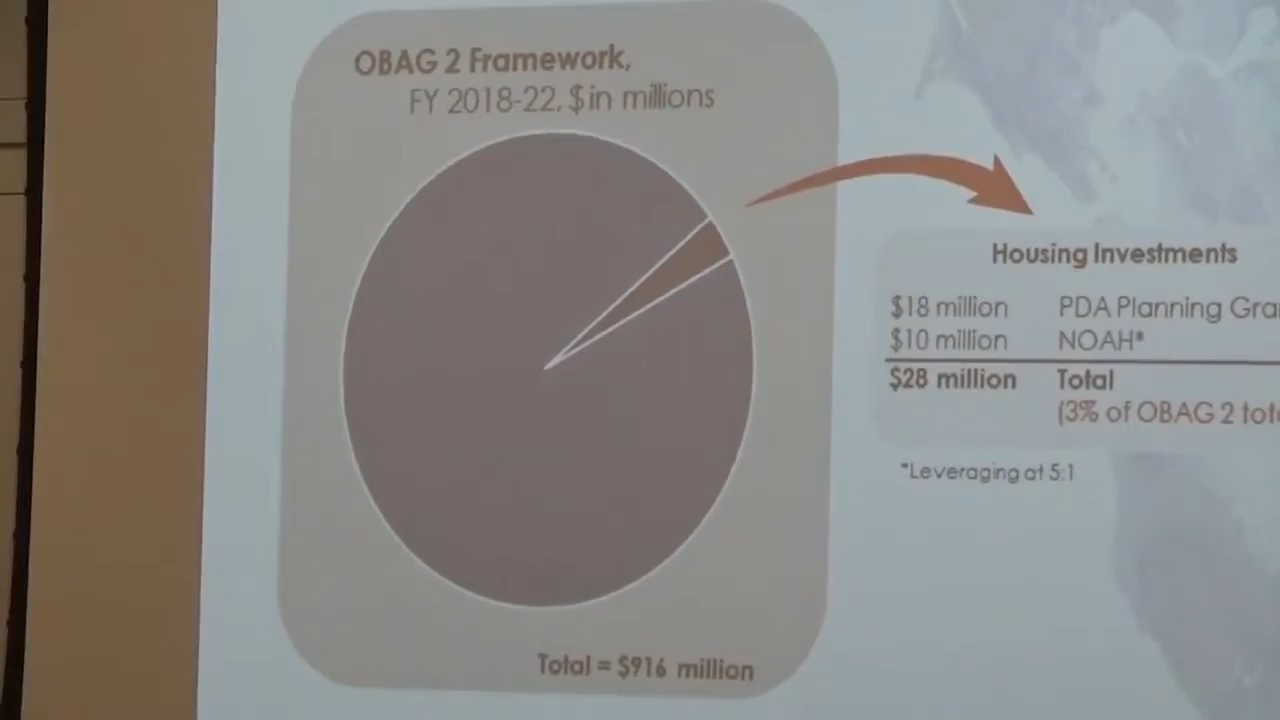 OBAG 2 Framework,
FY 2018-22, $ in millions
Housing Investments
$18 million PDA Planning
$10 million NOAH*
$28 million Total
(3% of OBAG 2
*Leveraging at 5:1
Total = $916 million